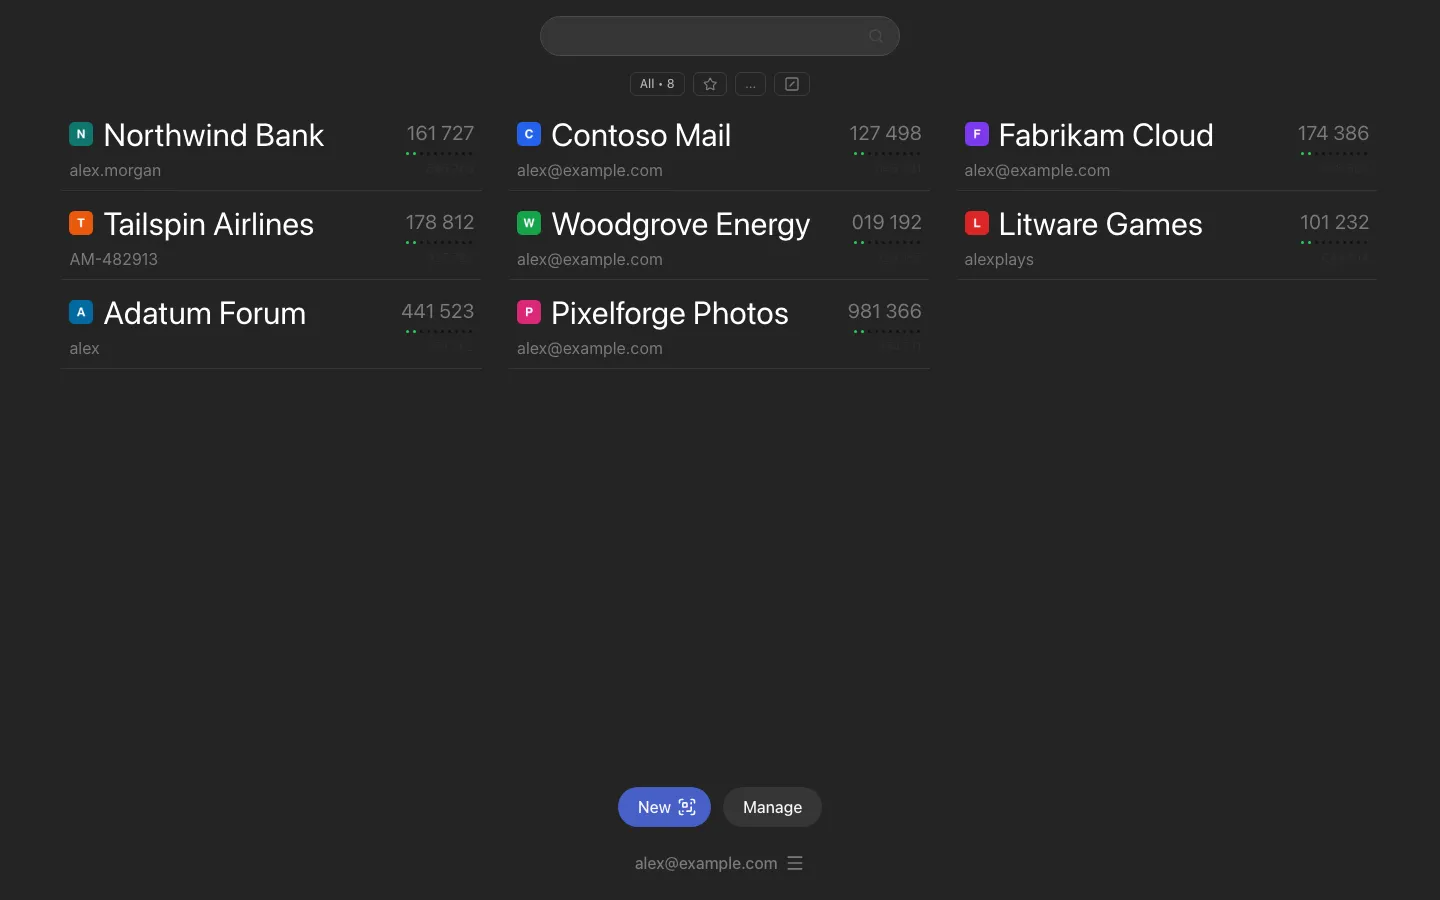 All • 8
...
N Northwind Bank 161 727
alex.morgan
C Contoso Mail 127 498
alex@example.com
F Fabrikam Cloud 174 386
alex@example.com
T Tailspin Airlines 178 812
AM-482913
W Woodgrove Energy 019 192
alex@example.com
L Litware Games 101 232
alexplays
A Adatum Forum 441 523
alex
P Pixelforge Photos 981 366
alex@example.com
New
Manage
alex@example.com